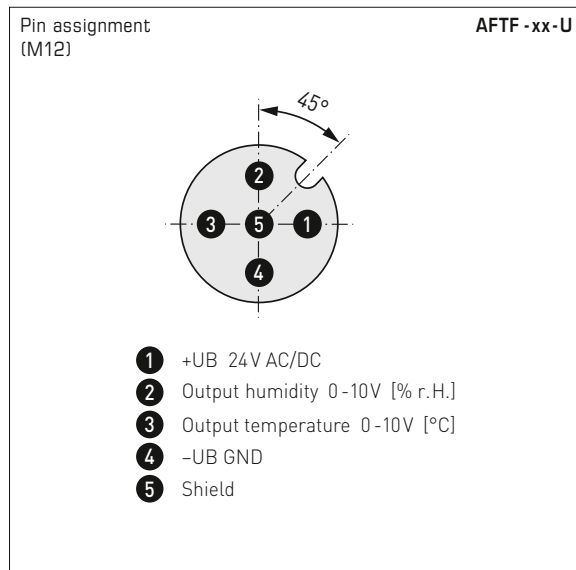 Pin assignment
(M12)
AFTF - xx - U
45°
2
3 5 1
4
1 +UB 24V AC/DC
2 Output humidity 0 -10V [% r.H.]
3 Output temperature 0 -10V [°C]
4 –UB GND
5 Shield